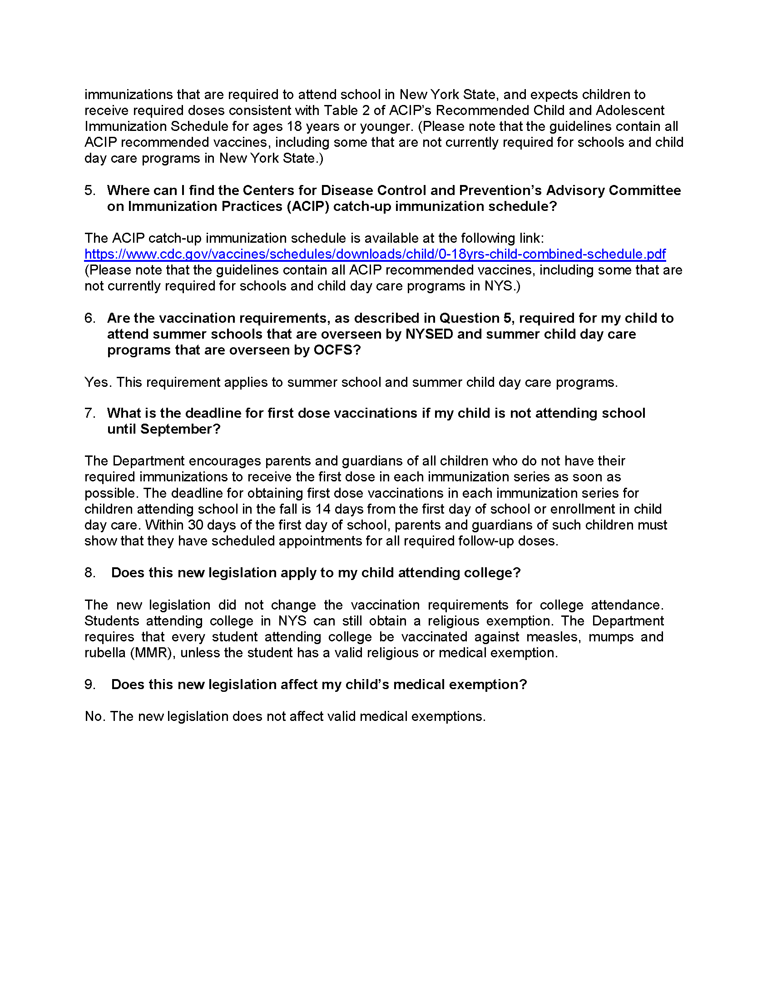 immunizations that are required to attend school in New York State, and expects children to
receive required doses consistent with Table 2 of ACIP’s Recommended Child and Adolescent
Immunization Schedule for ages 18 years or younger. (Please note that the guidelines contain all
ACIP recommended vaccines, including some that are not currently required for schools and child
day care programs in New York State.)
5. Where can I find the Centers for Disease Control and Prevention’s Advisory Committee
on Immunization Practices (ACIP) catch-up immunization schedule?
The ACIP catch-up immunization schedule is available at the following link:
https://www.cdc.gov/vaccines/schedules/downloads/child/0-18yrs-child-combined-schedule.pdf
(Please note that the guidelines contain all ACIP recommended vaccines, including some that are
not currently required for schools and child day care programs in NYS.)
6. Are the vaccination requirements, as described in Question 5, required for my child to
attend summer schools that are overseen by NYSED and summer child day care
programs that are overseen by OCFS?
Yes. This requirement applies to summer school and summer child day care programs.
7. What is the deadline for first dose vaccinations if my child is not attending school
until September?
The Department encourages parents and guardians of all children who do not have their
required immunizations to receive the first dose in each immunization series as soon as
possible. The deadline for obtaining first dose vaccinations in each immunization series for
children attending school in the fall is 14 days from the first day of school or enrollment in child
day care. Within 30 days of the first day of school, parents and guardians of such children must
show that they have scheduled appointments for all required follow-up doses.
8. Does this new legislation apply to my child attending college?
The new legislation did not change the vaccination requirements for college attendance.
Students attending college in NYS can still obtain a religious exemption. The Department
requires that every student attending college be vaccinated against measles, mumps and
rubella (MMR), unless the student has a valid religious or medical exemption.
9. Does this new legislation affect my child’s medical exemption?
No. The new legislation does not affect valid medical exemptions.